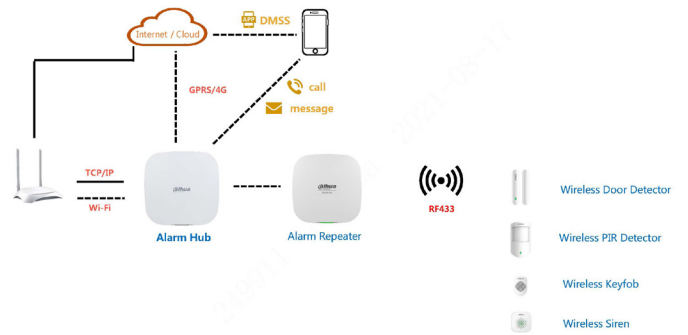 Internet / Cloud
APP DMSS
GPRS/4G
call
message
TCP/IP
Wi-Fi
alhua
Alarm Hub
alhua
Alarm Repeater
RF433
Wireless Door Detector
Wireless PIR Detector
Wireless Keyfob
Wireless Siren